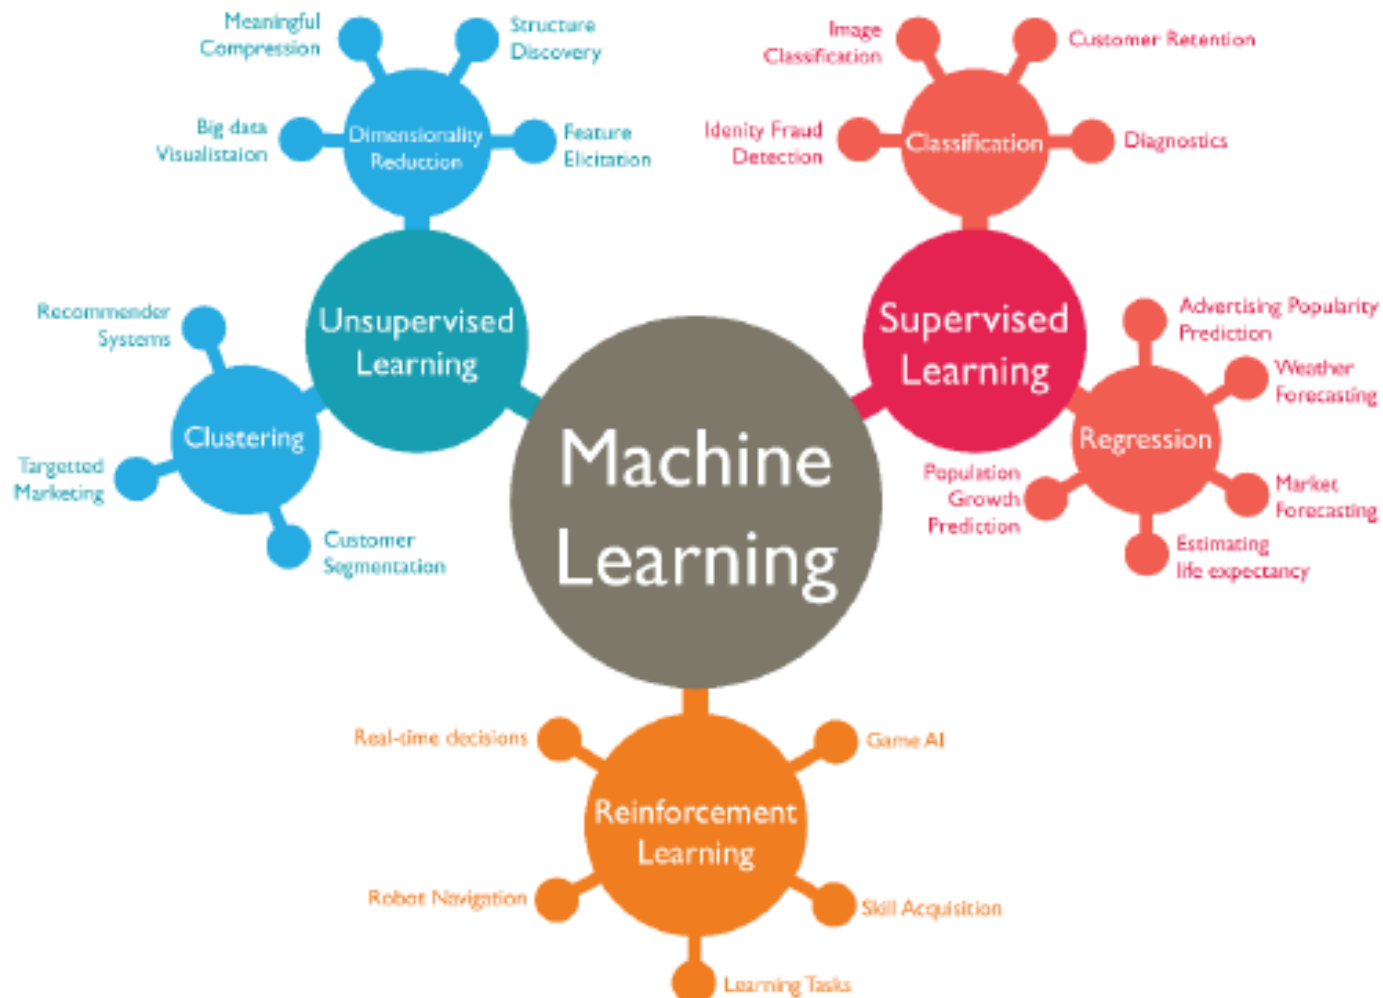 Meaningful
Compression
Structure
Discovery
Big data
Visualistaion
Dimensionality
Reduction
Feature
Elicitation
Image
Classification
Customer Retention
Idenity Fraud
Detection
Classification
Diagnostics
Unsupervised
Learning
Recommender
Systems
Clustering
Targetted
Marketing
Customer
Segmentation
Supervised
Learning
Advertising Popularity
Prediction
Weather
Forecasting
Regression
Population
Growth
Prediction
Market
Forecasting
Estimating
life expectancy
Machine
Learning
Real-time decisions
Game AI
Reinforcement
Learning
Robot Navigation
Skill Acquisition
Learning Tasks